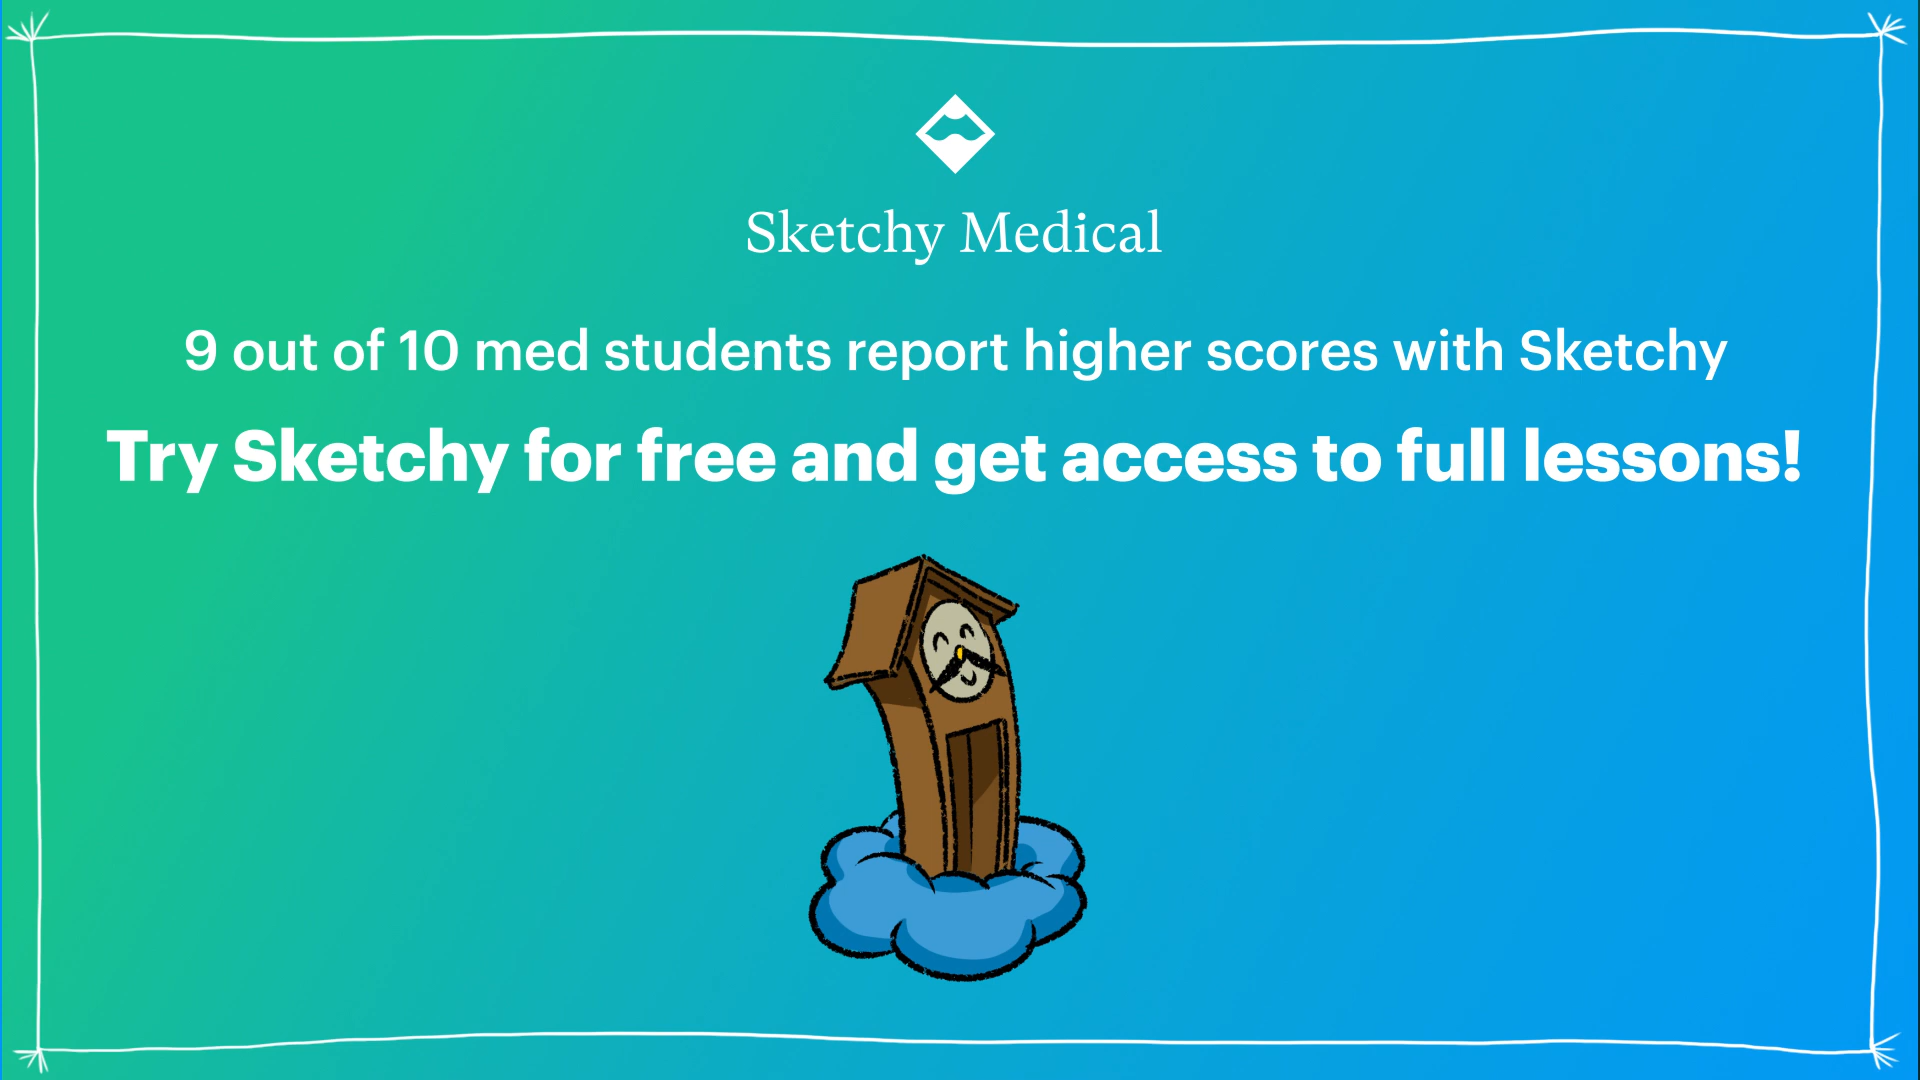 Sketchy Medical
9 out of 10 med students report higher scores with Sketchy
Try Sketchy for free and get access to full lessons!